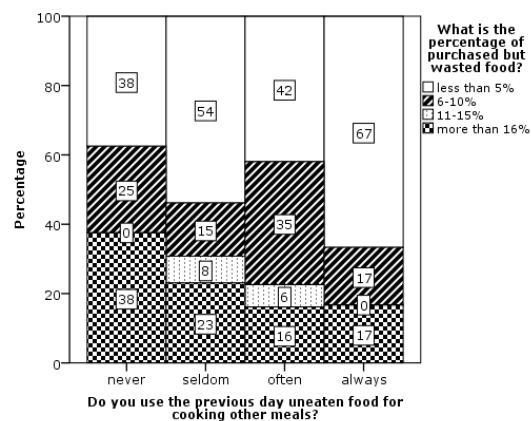 What is the
percentage of
purchased but
wasted food?
less than 5%
6-10%
11-15%
more than 16%
Percentage
100
80
60
40
20
0
38
25
0
38
54
15
8
23
42
35
6
16
67
17
0
17
never seldom often always
Do you use the previous day uneaten food for
cooking other meals?